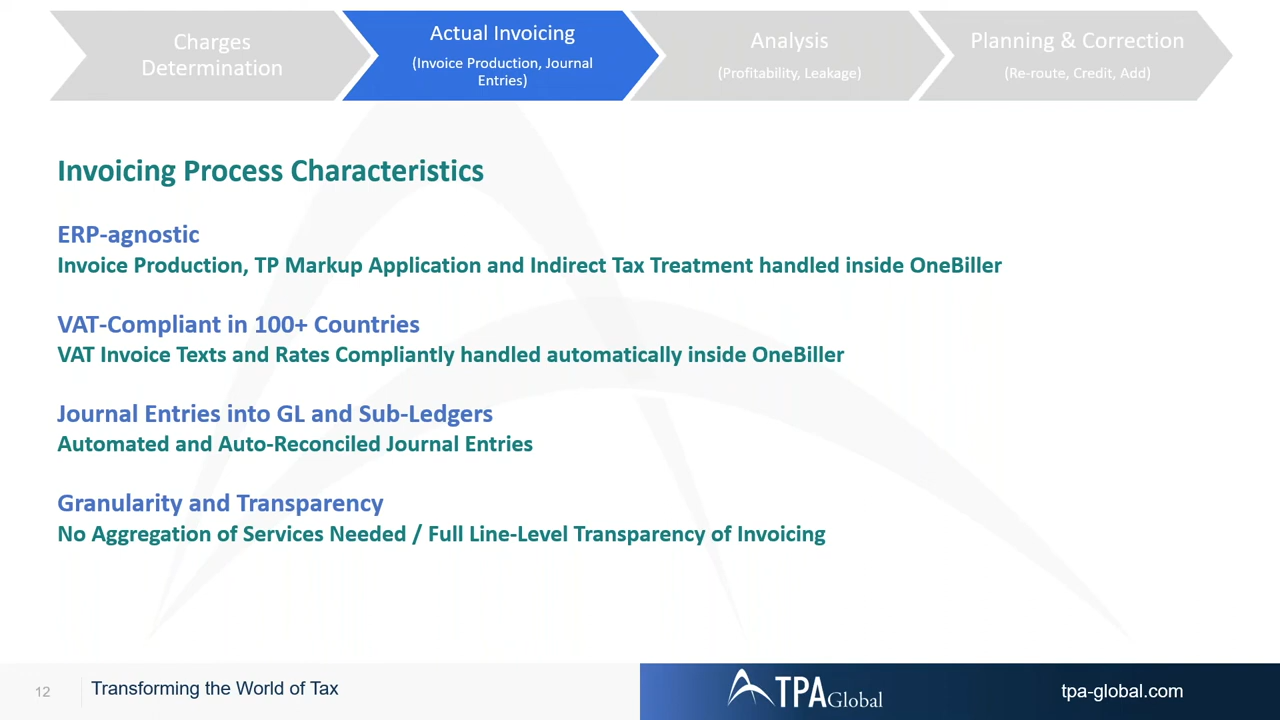 Charges
Determination
Actual Invoicing
(Invoice Production, Journal
Entries)
Analysis
(Profitability, Leakage)
Planning & Correction
(Re-route, Credit, Add)
Invoicing Process Characteristics
ERP-agnostic
Invoice Production, TP Markup Application and Indirect Tax Treatment handled inside OneBiller
VAT-Compliant in 100+ Countries
VAT Invoice Texts and Rates Compliantly handled automatically inside OneBiller
Journal Entries into GL and Sub-Ledgers
Automated and Auto-Reconciled Journal Entries
Granularity and Transparency
No Aggregation of Services Needed / Full Line-Level Transparency of Invoicing
12
Transforming the World of Tax
TPA Global
tpa-global.com